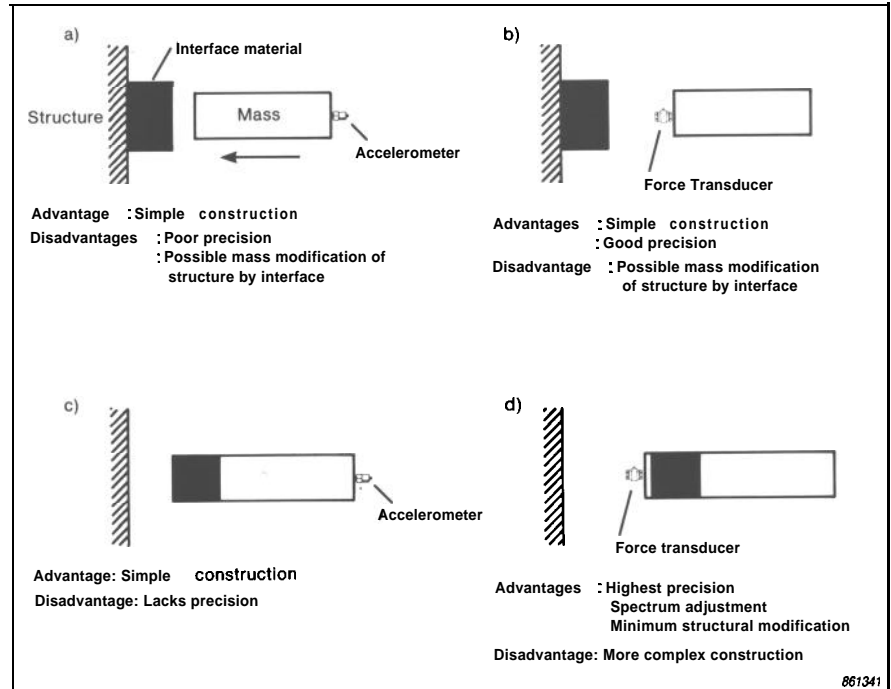 a)
Interface material
Structure
Mass
Accelerometer
Advantage : Simple construction
Disadvantages : Poor precision
: Possible mass modification of
structure by interface
b)
Force Transducer
Advantages : Simple construction
: Good precision
Disadvantage : Possible mass modification
of structure by interface
c)
Accelerometer
Advantage: Simple construction
Disadvantage: Lacks precision
d)
Force transducer
Advantages : Highest precision
Spectrum adjustment
Minimum structural modification
Disadvantage: More complex construction
861341